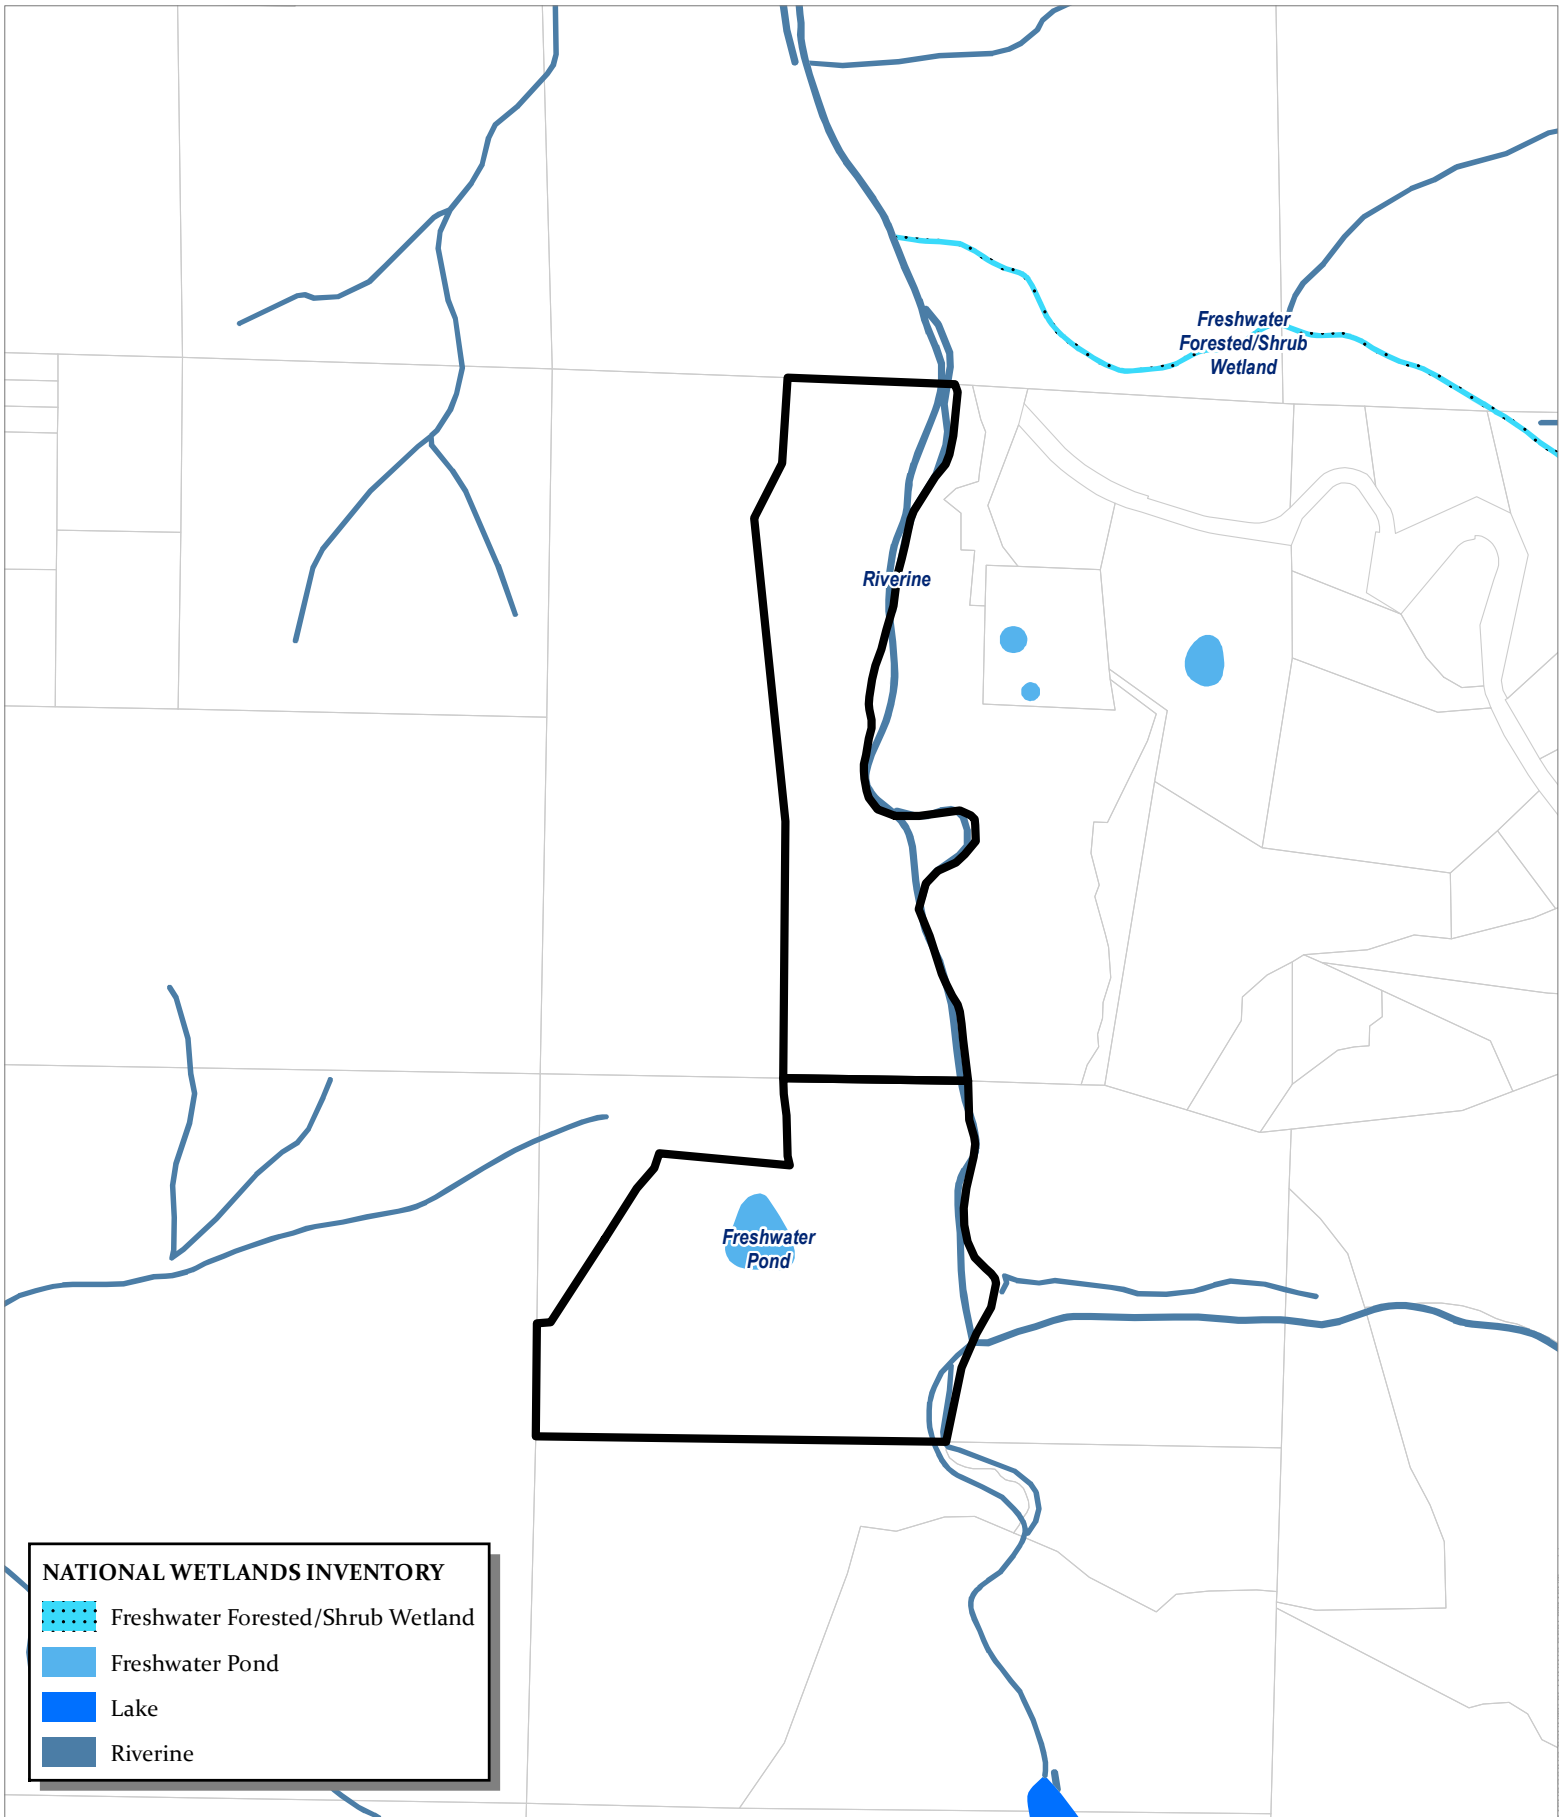 Freshwater
Forested/Shrub
Wetland
Riverine
Freshwater
Pond
NATIONAL WETLANDS INVENTORY
Freshwater Forested/Shrub Wetland
Freshwater Pond
Lake
Riverine